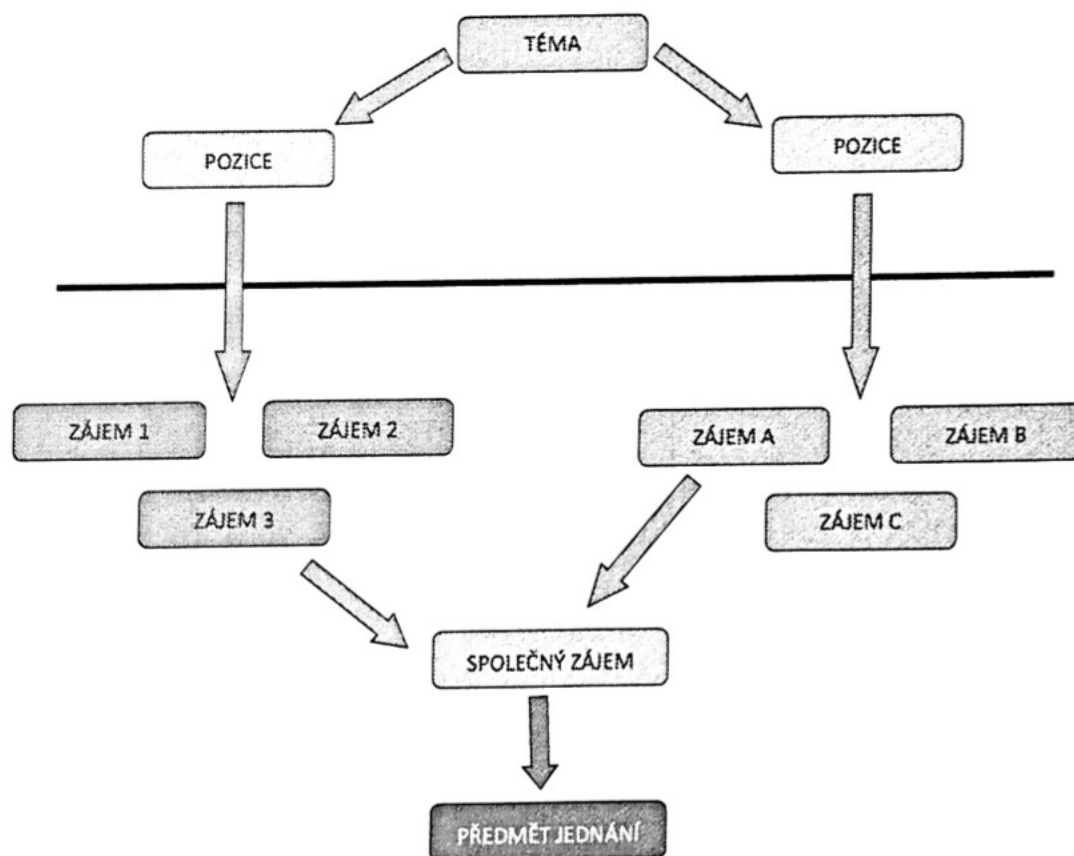 TÉMA
POZICE
POZICE
ZÁJEM 1
ZÁJEM 2
ZÁJEM A
ZÁJEM B
ZÁJEM 3
ZÁJEM C
SPOLEČNÝ ZÁJEM
PŘEDMĚT JEDNÁNÍ